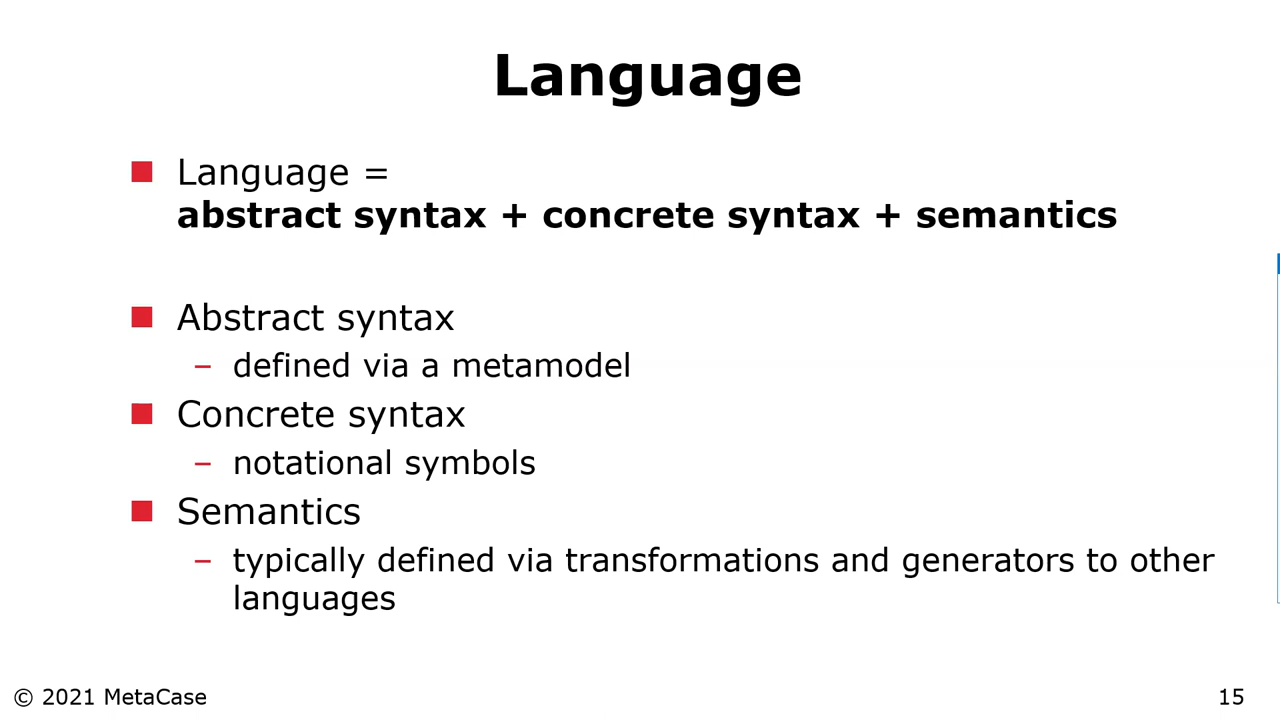 Language
Language =
abstract syntax + concrete syntax + semantics
Abstract syntax
– defined via a metamodel
Concrete syntax
– notational symbols
Semantics
– typically defined via transformations and generators to other
languages
© 2021 MetaCase
15